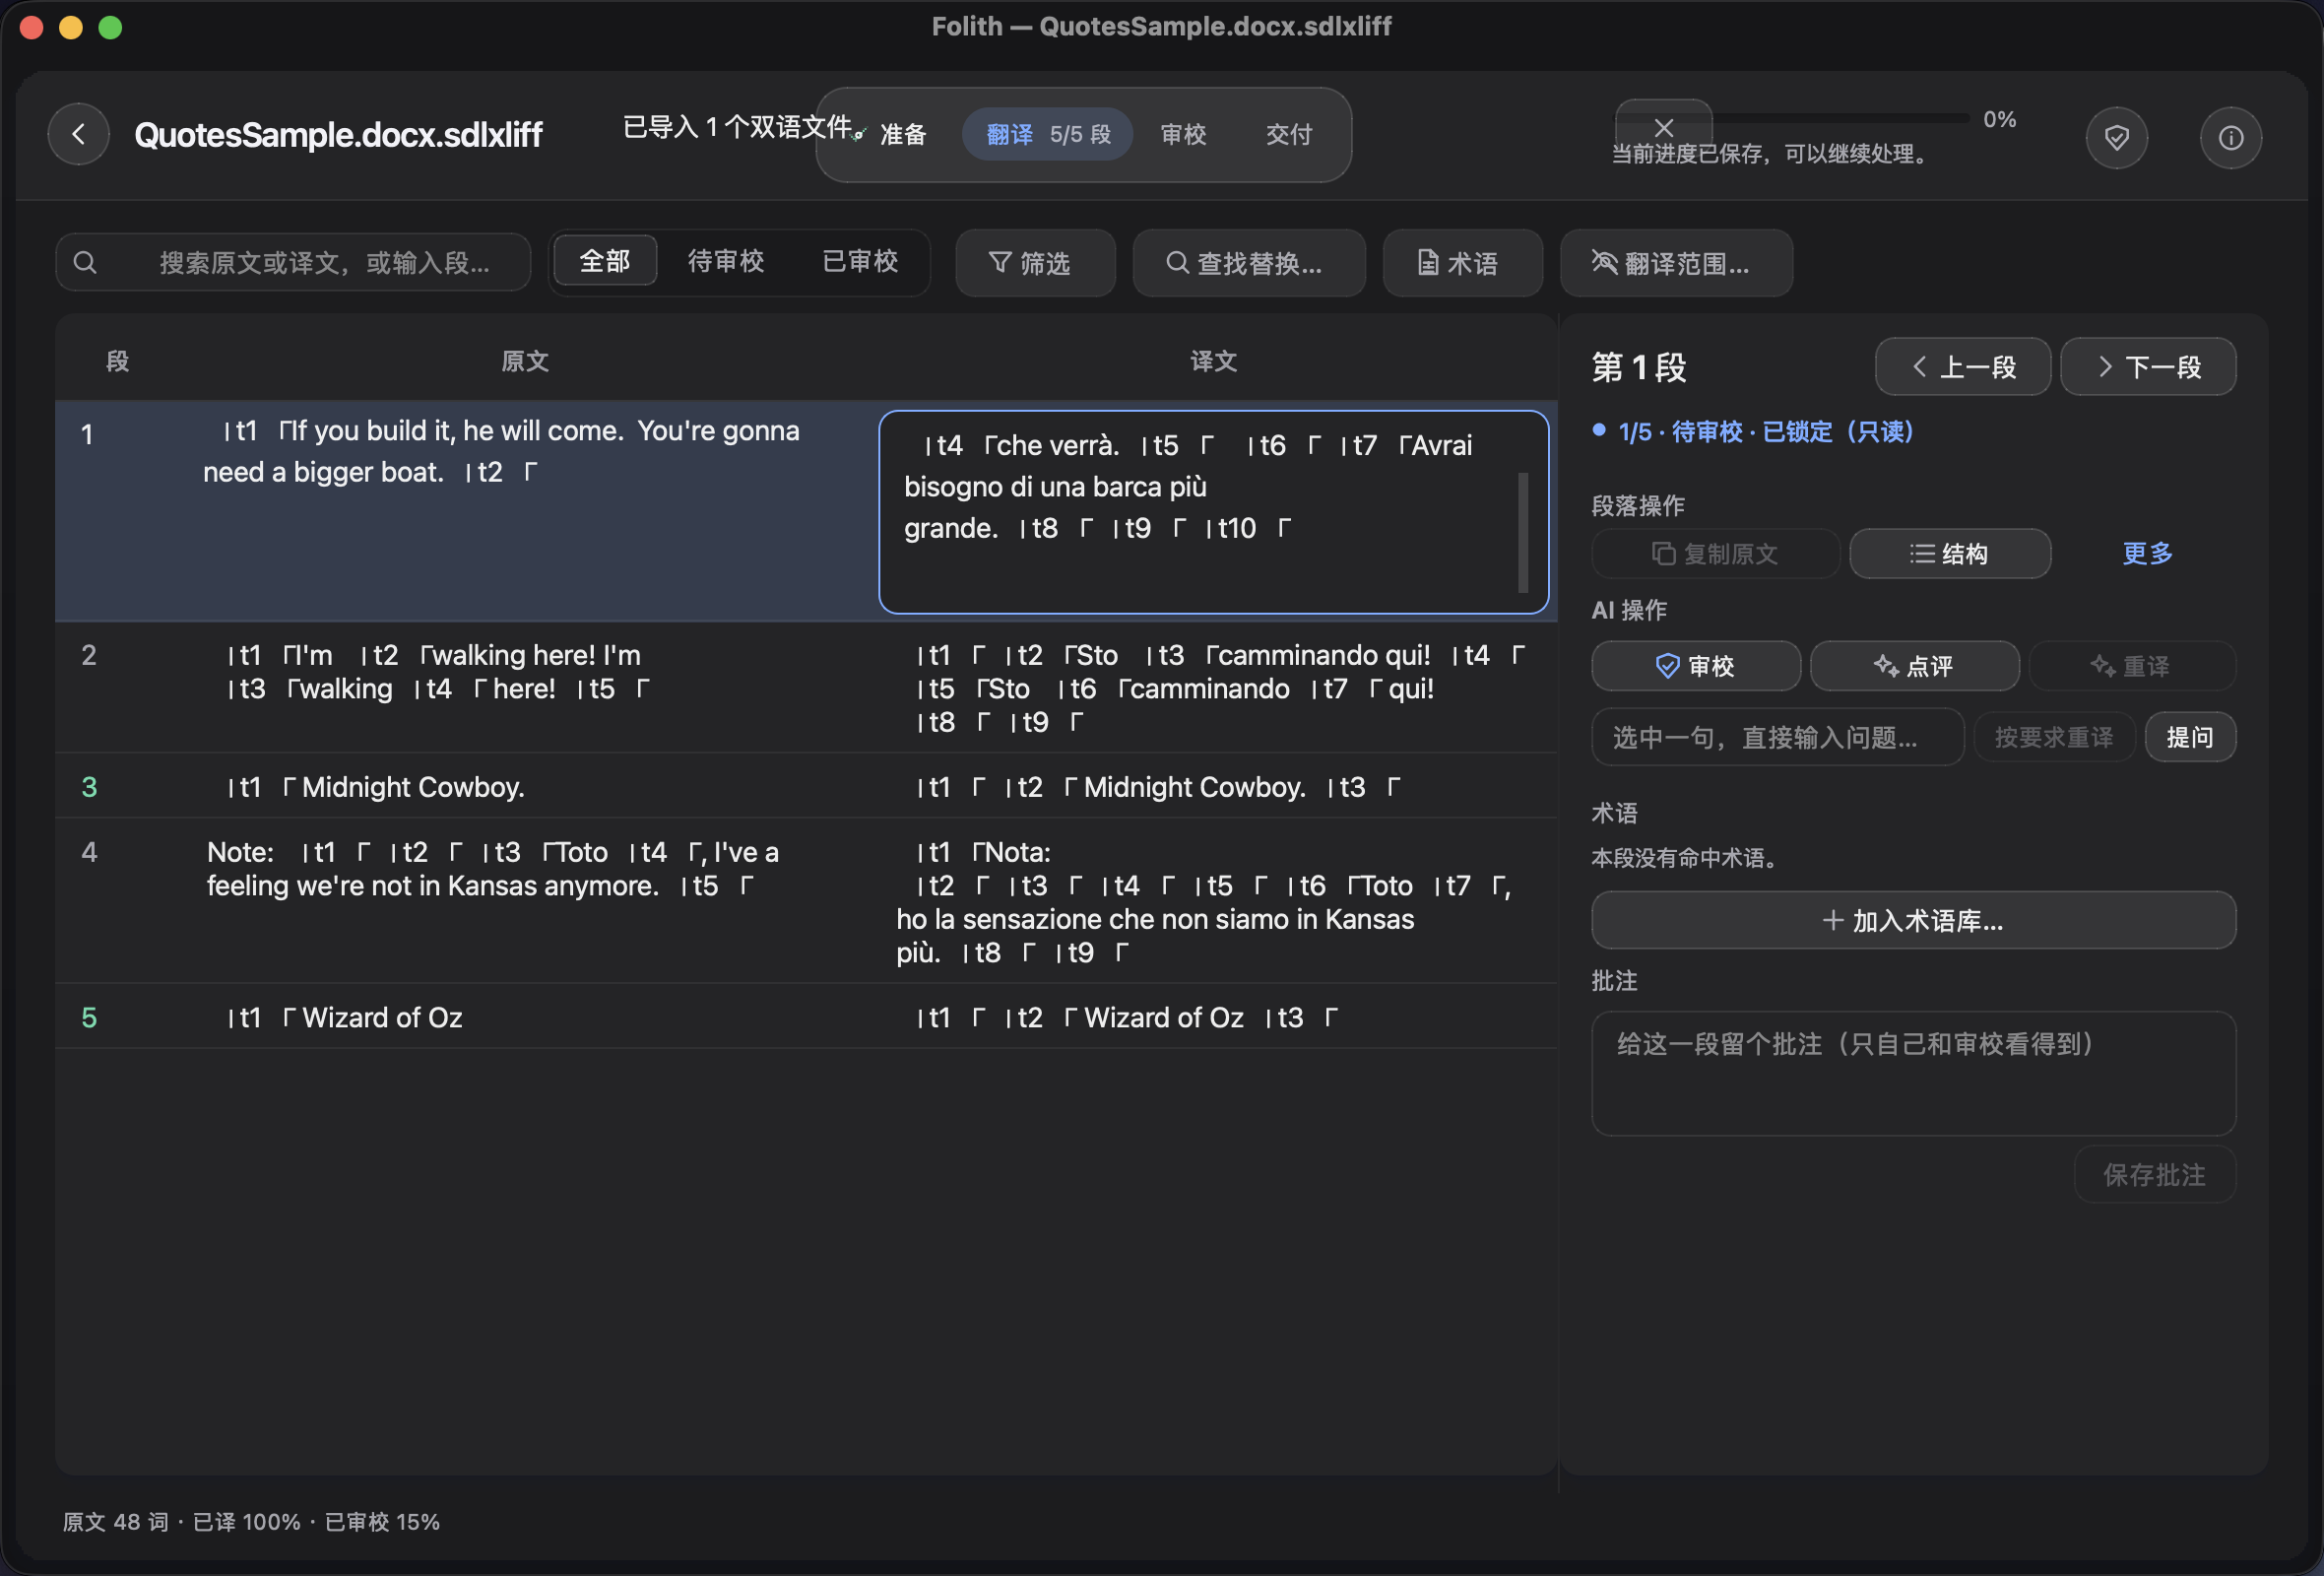 Folith — QuotesSample.docx.sdlxliff
QuotesSample.docx.sdlxliff
已导入 1 个双语文件
准备
翻译 5/5 段
审校
交付
0%
当前进度已保存，可以继续处理。
搜索原文或译文，或输入段...
全部
待审校
已审校
筛选
查找替换...
术语
翻译范围...
段
原文
译文
1
t1 「If you build it, he will come.  You're gonna
need a bigger boat. t2 「
t4 「che verrà. t5 「 t6 「 t7 「Avrai
bisogno di una barca più
grande. t8 「 t9 「 t10 「
2
t1 「I'm t2 「walking here! I'm
t3 「walking t4 「 here! t5 「
t1 「 t2 「Sto t3 「camminando qui! t4 「
t5 「Sto t6 「camminando t7 「 qui!
t8 「 t9 「
3
t1 「 Midnight Cowboy.
t1 「 t2 「 Midnight Cowboy. t3 「
4
Note: t1 「 t2 「 t3 「Toto t4 「, I've a
feeling we're not in Kansas anymore. t5 「
t1 「Nota:
t2 「 t3 「 t4 「 t5 「 t6 「Toto t7 「,
ho la sensazione che non siamo in Kansas
più. t8 「 t9 「
5
t1 「 Wizard of Oz
t1 「 t2 「 Wizard of Oz t3 「
第 1 段
上一段
下一段
1/5 · 待审校 · 已锁定（只读）
段落操作
复制原文
结构
更多
AI 操作
审校
点评
重译
选中一句，直接输入问题...
按要求重译
提问
术语
本段没有命中术语。
加入术语库...
批注
给这一段留个批注（只自己和审校看得到）
保存批注
原文 48 词 · 已译 100% · 已审校 15%